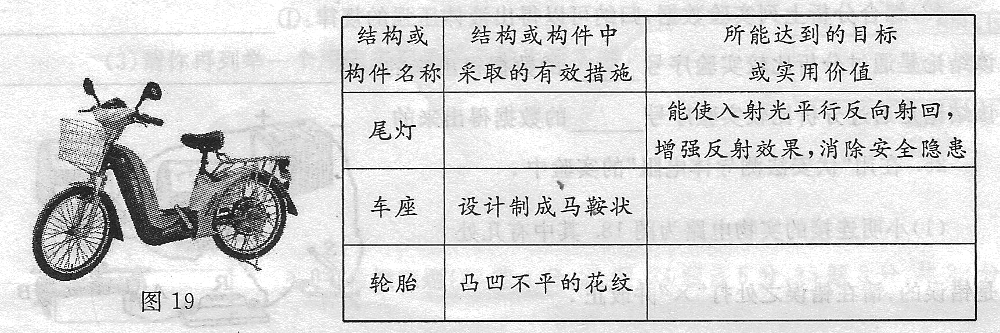 结构或
构件名称
结构或构件中
采取的有效措施
所能达到的目标
或实用价值
尾灯
能使入射光平行反向射回，
增强反射效果，消除安全隐患
车座
设计制成马鞍状
轮胎
凸凹不平的花纹
图 19